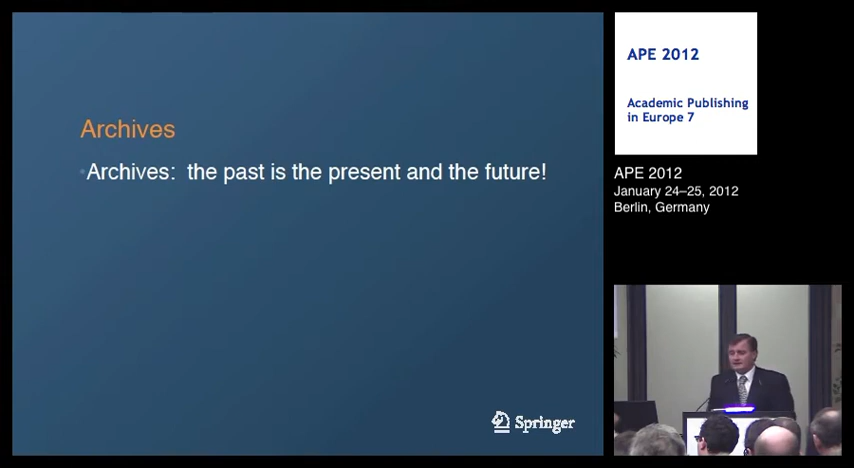 Archives
Archives: the past is the present and the future!
Springer
APE 2012
Academic Publishing
in Europe 7
APE 2012
January 24–25, 2012
Berlin, Germany